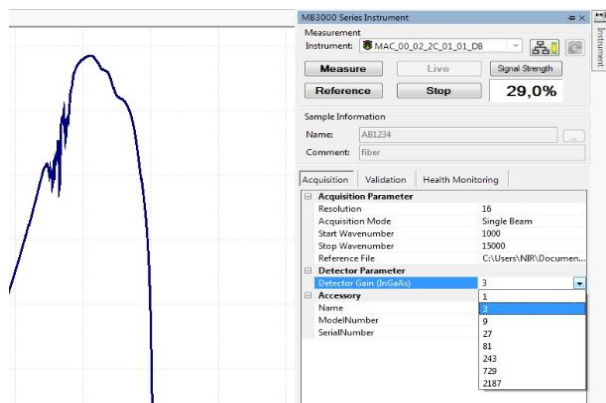 MB3000 Series Instrument
Measurement
Instrument: MAC_00_02_2C_01_01_DB
Measure Live Signal Strength
Reference Stop 29,0%
Sample Information
Name: AB1234 ...
Comment: fiber
Acquisition Validation Health Monitoring
Acquisition Parameter
Resolution 16
Acquisition Mode Single Beam
Start Wavenumber 1000
Stop Wavenumber 15000
Reference File C:\Users\NIR\Documen...
Detector Parameter
Detector Gain (InGaAs) 3
Accessory 1
Name 3
ModelNumber 9
SerialNumber 27
81
243
729
2187
Instrument